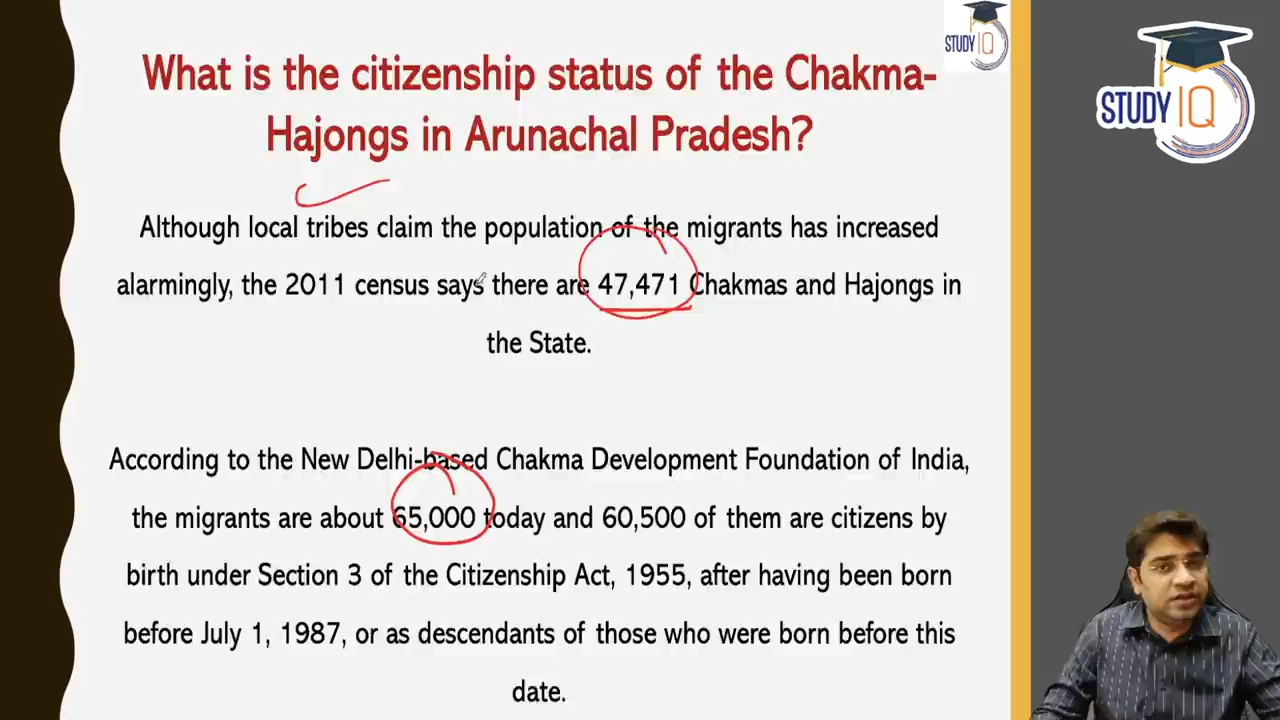 STUDY IQ
STUDY IQ
What is the citizenship status of the Chakma-
Hajongs in Arunachal Pradesh?
Although local tribes claim the population of the migrants has increased
alarmingly, the 2011 census says there are 47,471 Chakmas and Hajongs in
the State.
According to the New Delhi-based Chakma Development Foundation of India,
the migrants are about 65,000 today and 60,500 of them are citizens by
birth under Section 3 of the Citizenship Act, 1955, after having been born
before July 1, 1987, or as descendants of those who were born before this
date.